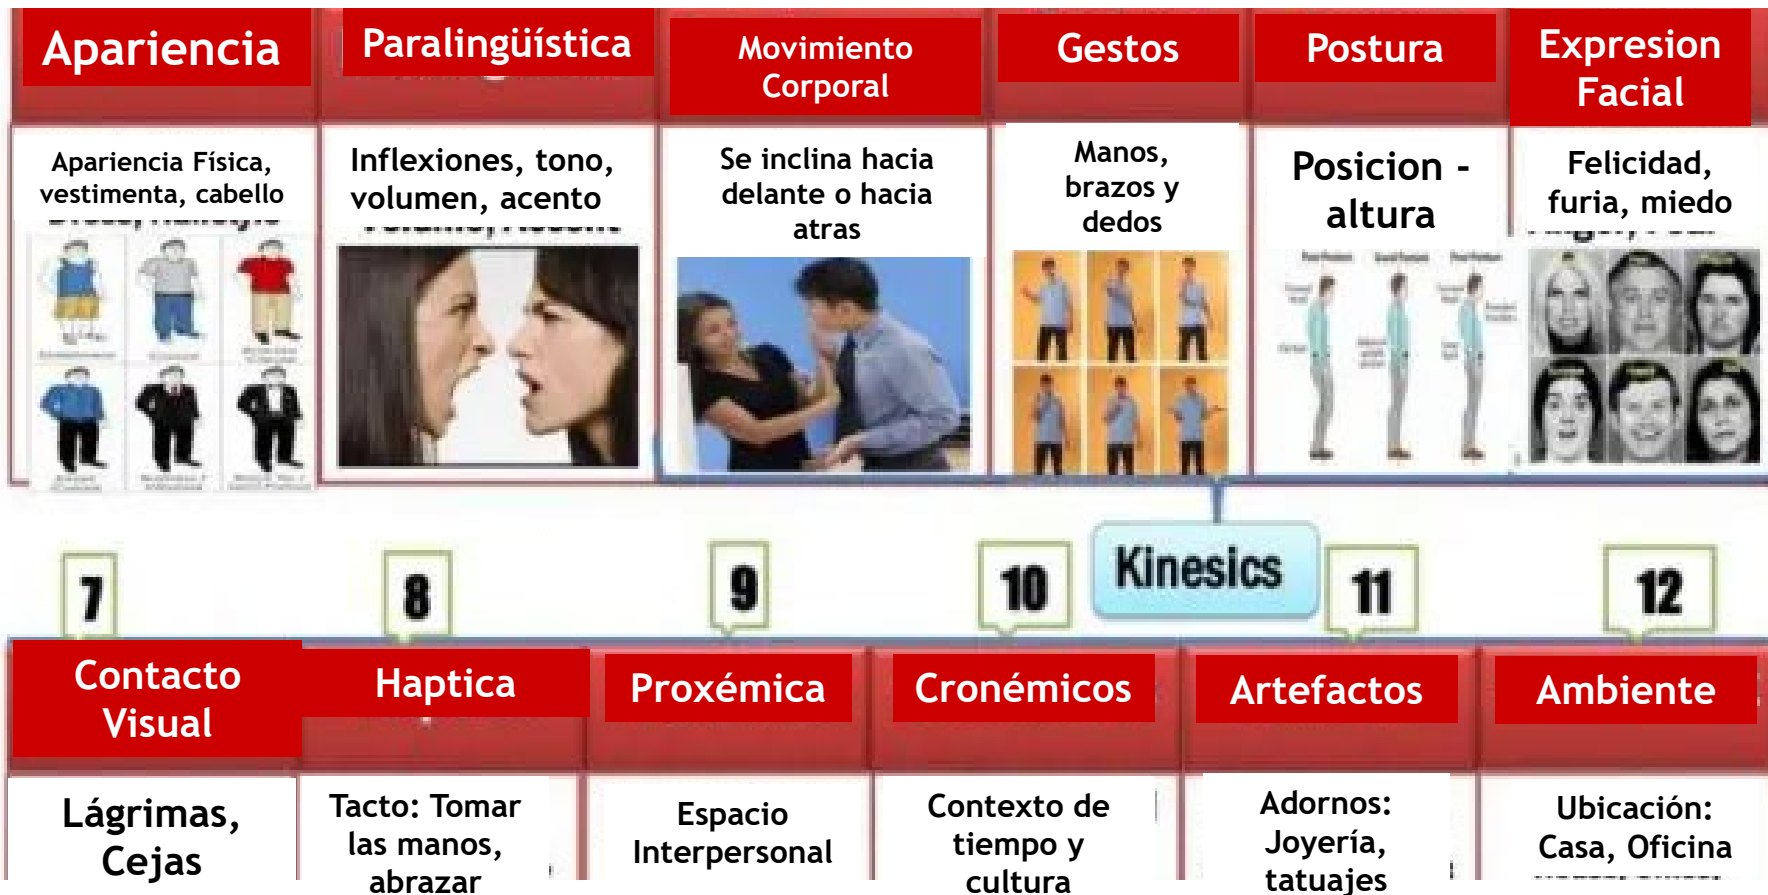 Apariencia
Paralingüística
Movimiento
Corporal
Gestos
Postura
Expresion
Facial
Apariencia Física,
vestimenta, cabello
Inflexiones, tono,
volumen, acento
Se inclina hacia
delante o hacia
atras
Manos,
brazos y
dedos
Posicion -
altura
Felicidad,
furia, miedo
Kinesics
7
8
9
10
11
12
Contacto
Visual
Haptica
Proxémica
Cronémicos
Artefactos
Ambiente
Lágrimas,
Cejas
Tacto: Tomar
las manos,
abrazar
Espacio
Interpersonal
Contexto de
tiempo y
cultura
Adornos:
Joyería,
tatuajes
Ubicación:
Casa, Oficina